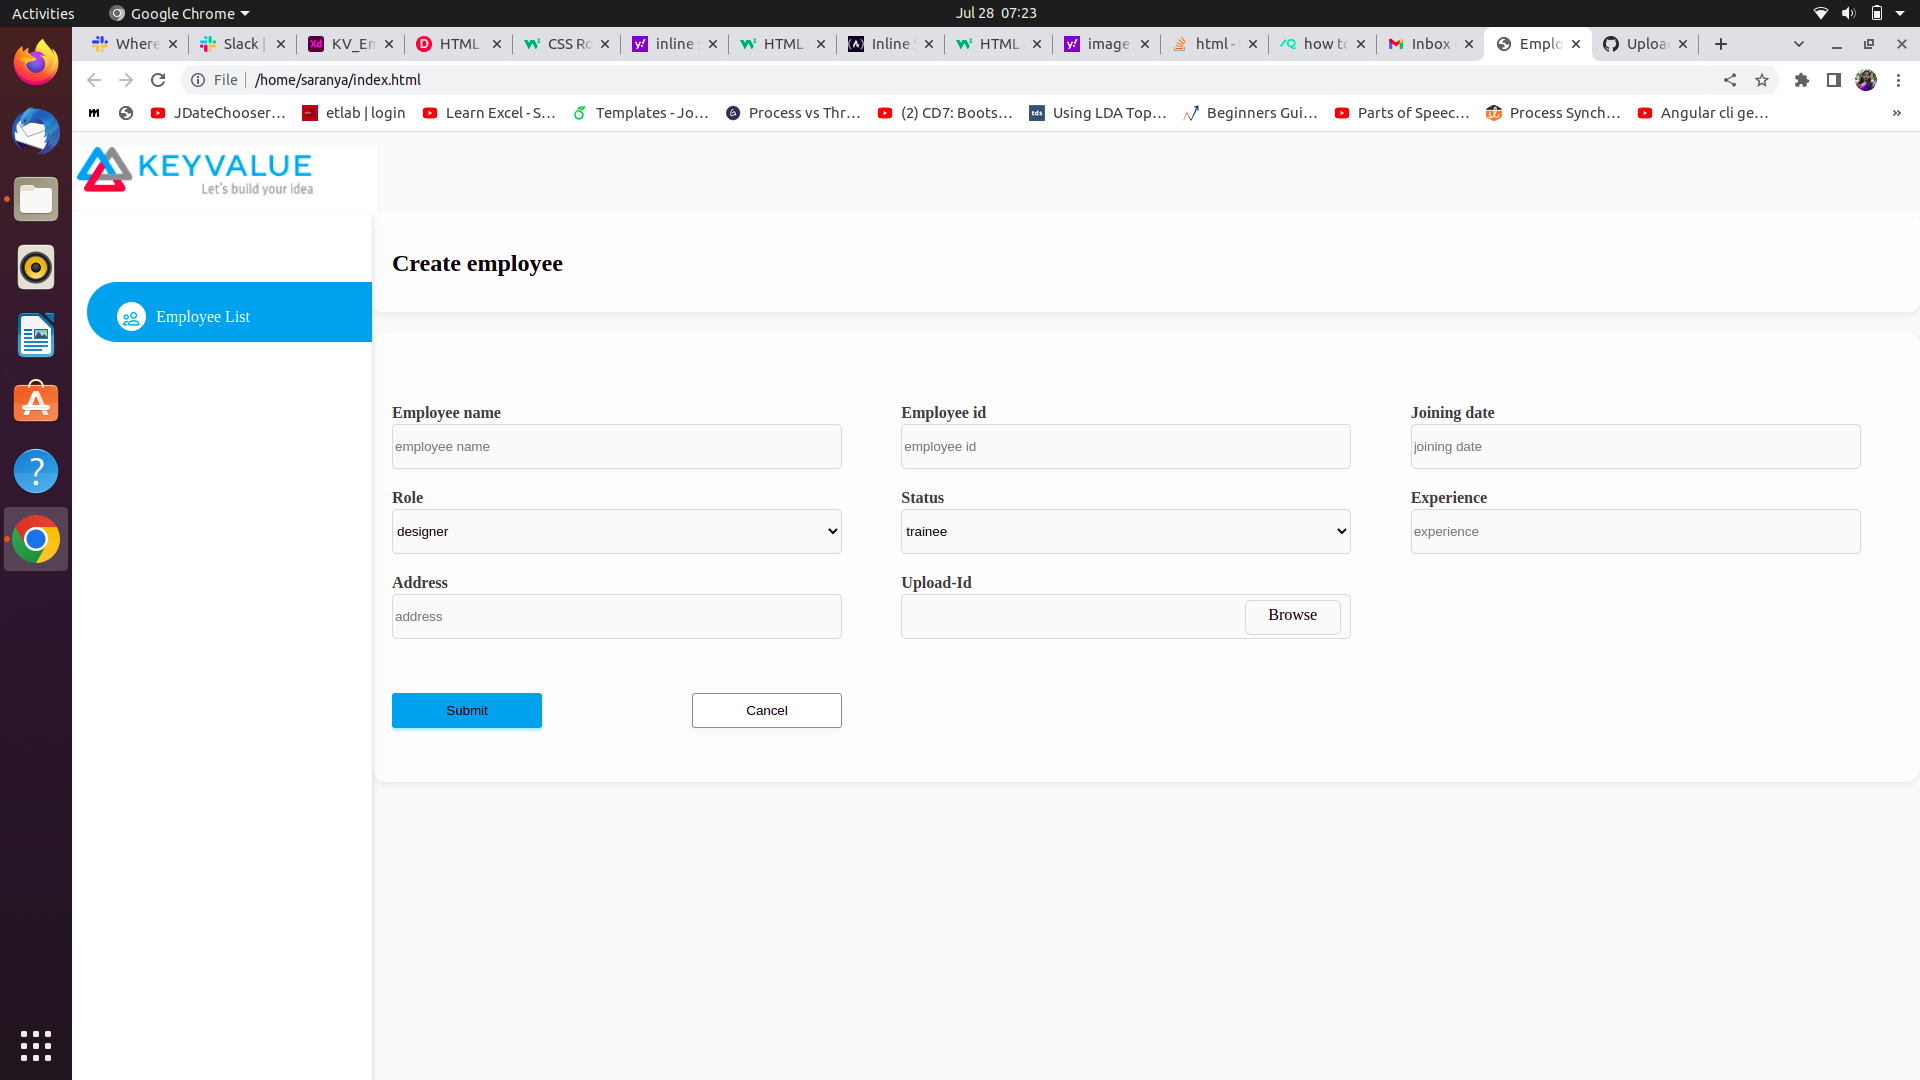 Activities Google Chrome Jul 28 07:23
Where Slack | KV_En HTML CSS Ro inline s HTML Inline S HTML image html - how to Inbox Emplo Uploa
File /home/saranya/index.html
JDateChooser... etlab | login Learn Excel - S... Templates - Jo... Process vs Thr... (2) CD7: Boots... Using LDA Top... Beginners Gui... Parts of Speec... Process Synch... Angular cli ge... »
KEYVALUE
Let's build your idea
Create employee
Employee List
Employee name Employee id Joining date
employee name employee id joining date
Role Status Experience
designer trainee experience
Address Upload-Id
address Browse
Submit Cancel